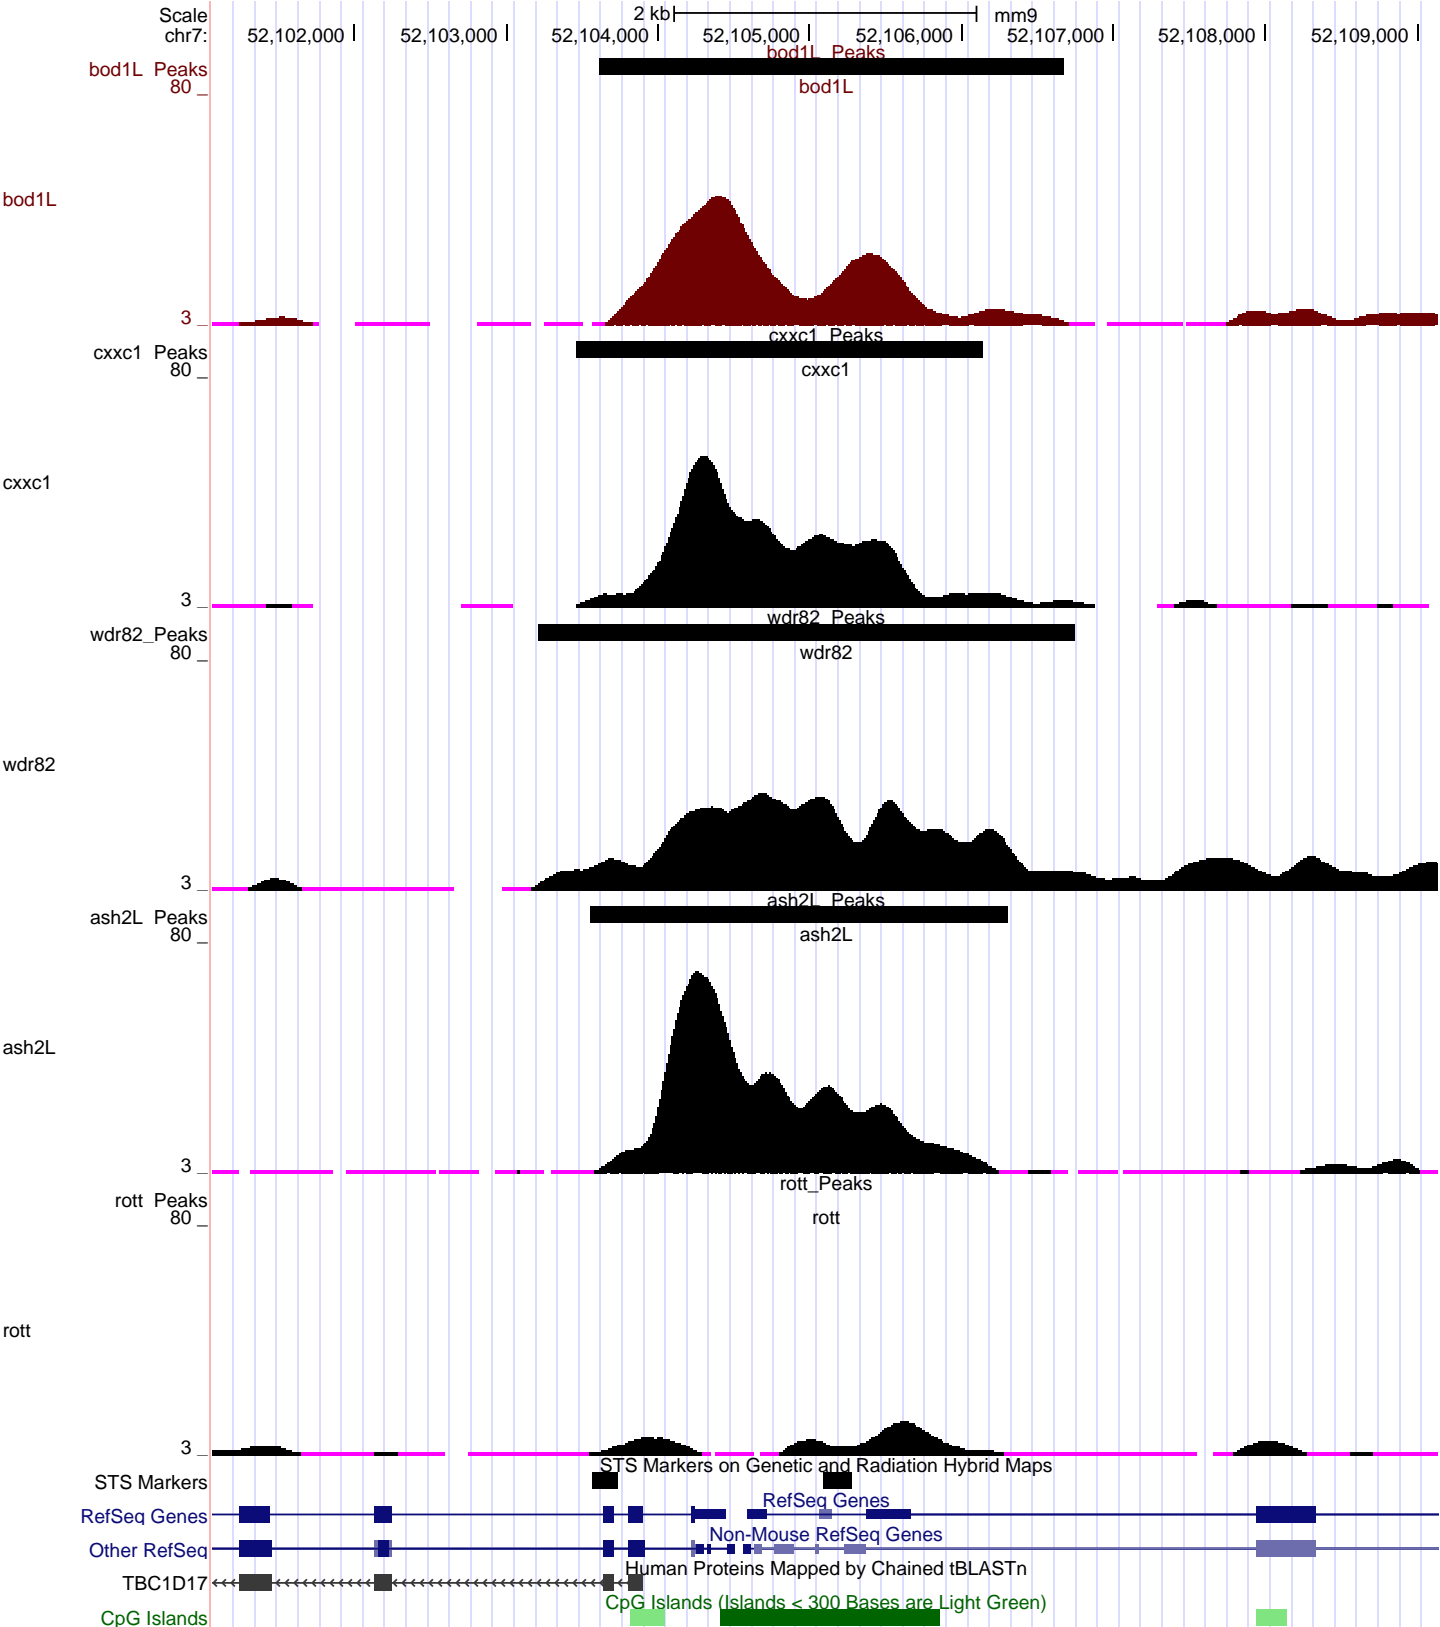 Scale 2 kb mm9
chr7: 52,102,000 52,103,000 52,104,000 52,105,000 52,106,000 52,107,000 52,108,000 52,109,000
bod1L_Peaks
bod1L_Peaks
80 _
bod1L
bod1L
3 _
cxxc1_Peaks
cxxc1_Peaks
80 _
cxxc1
cxxc1
3 _
wdr82_Peaks
wdr82_Peaks
80 _
wdr82
wdr82
3 _
ash2L_Peaks
ash2L_Peaks
80 _
ash2L
ash2L
3 _
rott_Peaks
rott_Peaks
80 _
rott
rott
3 _
STS Markers on Genetic and Radiation Hybrid Maps
STS Markers
RefSeq Genes
RefSeq Genes
Non-Mouse RefSeq Genes
Other RefSeq
Human Proteins Mapped by Chained tBLASTn
TBC1D17
CpG Islands (Islands < 300 Bases are Light Green)
CpG Islands